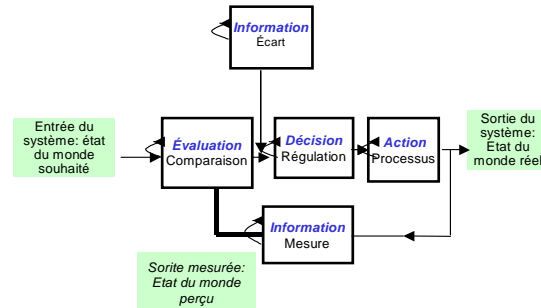 Information
Écart
Entrée du
système: état
du monde
souhaité
Évaluation
Comparaison
Décision
Régulation
Action
Processus
Sortie du
système:
Etat du
monde réel
Information
Mesure
Sorite mesurée:
Etat du monde
perçu